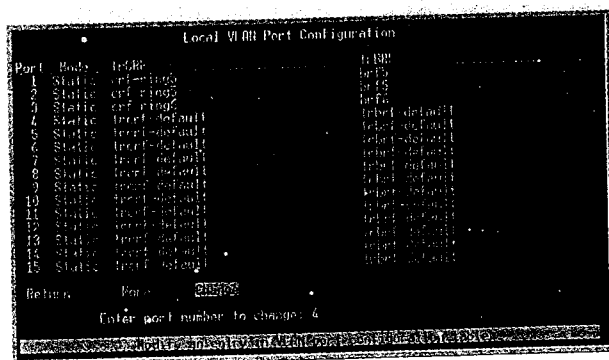 Local VLAN Port Configuration
Port Mode TrCRF TrBRF
1 Static crf-ring5 brf5
2 Static crf-ring5 brf5
3 Static crf-ring5 brf5
4 Static trcrf-default trbrf-default
5 Static trcrf-default trbrf-default
6 Static trcrf-default trbrf-default
7 Static trcrf-default trbrf-default
8 Static trcrf-default trbrf-default
9 Static trcrf-default trbrf-default
10 Static trcrf-default trbrf-default
11 Static trcrf-default trbrf-default
12 Static trcrf-default trbrf-default
13 Static trcrf-default trbrf-default
14 Static trcrf-default trbrf-default
15 Static trcrf-default trbrf-default
Return More Change
Enter port number to change: 4